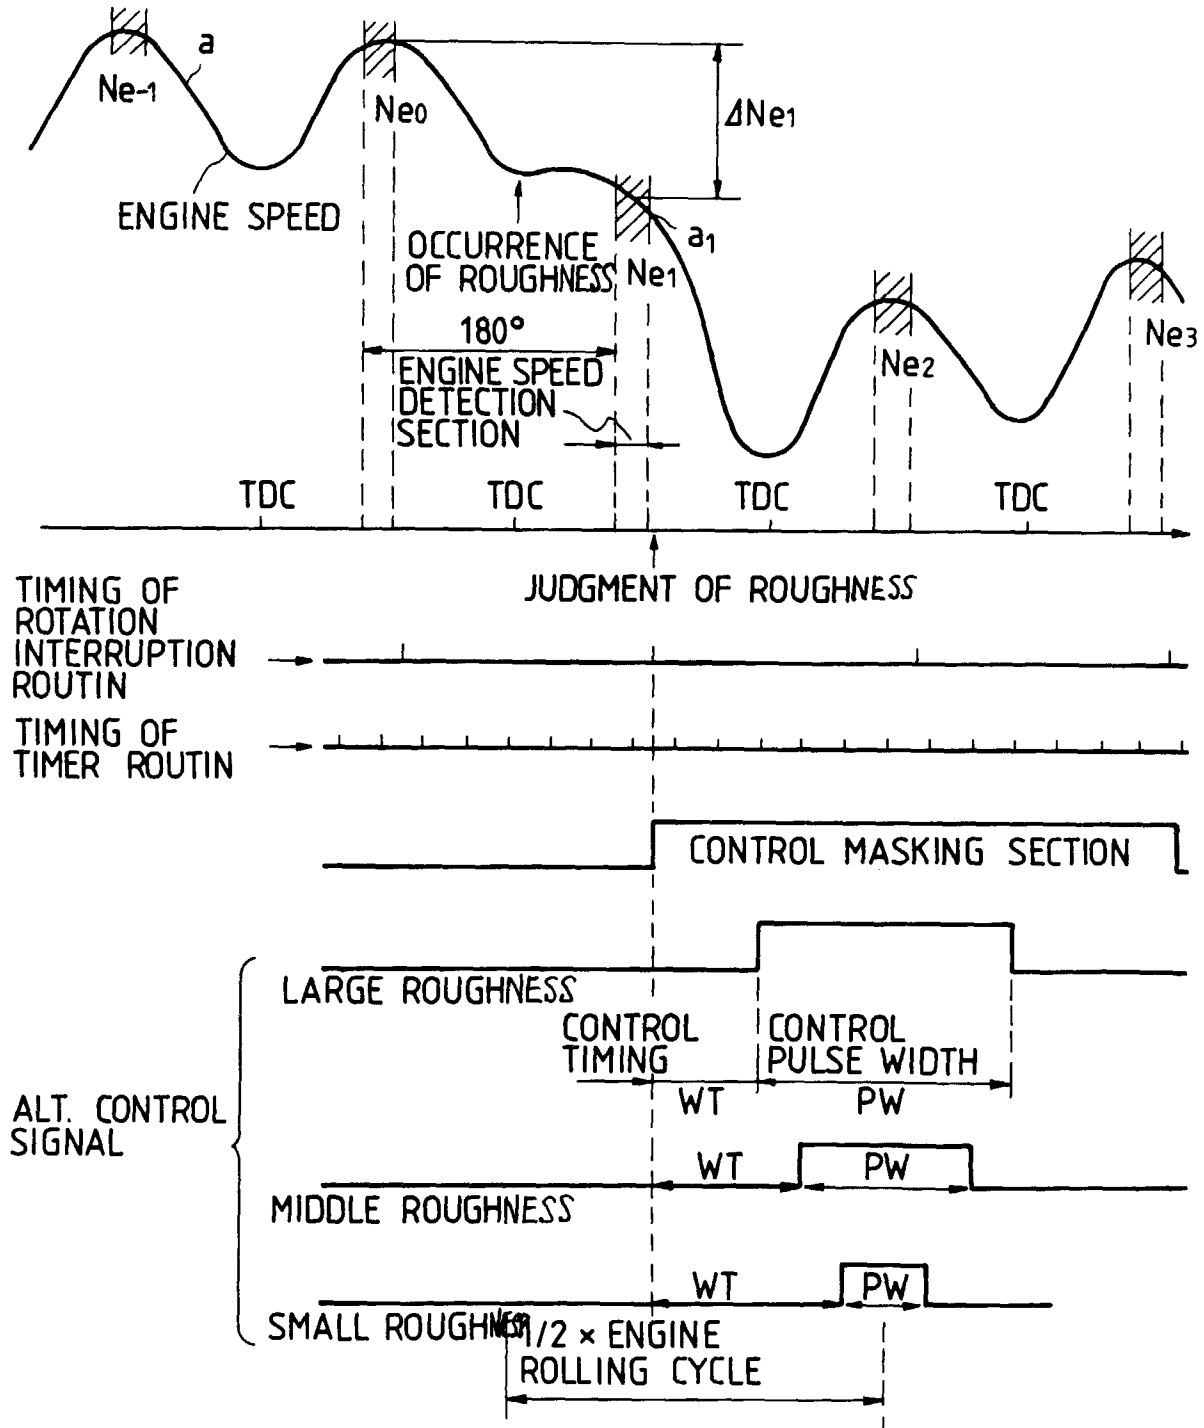 a
Ne-1
Ne0
ΔNe1
ENGINE SPEED
OCCURRENCE
OF ROUGHNESS
a1
Ne1
Ne2
Ne3
180°
ENGINE SPEED
DETECTION
SECTION
TDC TDC TDC TDC
JUDGMENT OF ROUGHNESS
TIMING OF
ROTATION
INTERRUPTION
ROUTIN
TIMING OF
TIMER ROUTIN
CONTROL MASKING SECTION
LARGE ROUGHNESS
CONTROL
TIMING
CONTROL
PULSE WIDTH
WT PW
ALT. CONTROL
SIGNAL
WT PW
MIDDLE ROUGHNESS
WT PW
SMALL ROUGHNESS
1/2 × ENGINE
ROLLING CYCLE